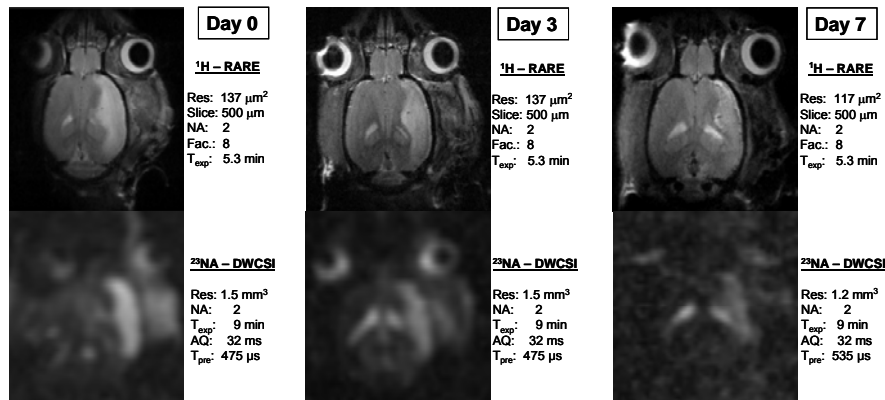 Day 0
¹H – RARE
Res: 137 µm²
Slice: 500 µm
NA: 2
Fac.: 8
Texp: 5.3 min
²³NA – DWCSI
Res: 1.5 mm³
NA: 2
Texp: 9 min
AQ: 32 ms
Tpre: 475 µs
Day 3
¹H – RARE
Res: 137 µm²
Slice: 500 µm
NA: 2
Fac.: 8
Texp: 5.3 min
²³NA – DWCSI
Res: 1.5 mm³
NA: 2
Texp: 9 min
AQ: 32 ms
Tpre: 475 µs
Day 7
¹H – RARE
Res: 117 µm²
Slice: 500 µm
NA: 2
Fac.: 8
Texp: 5.3 min
²³NA – DWCSI
Res: 1.2 mm³
NA: 2
Texp: 9 min
AQ: 32 ms
Tpre: 535 µs